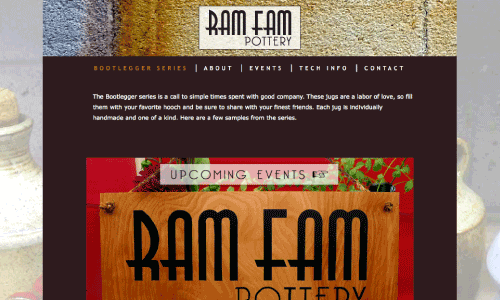 RAM FAM
POTTERY
BOOTLEGGER SERIES | ABOUT | EVENTS | TECH INFO | CONTACT
The Bootlegger series is a call to simple times spent with good company. These jugs are a labor of love, so fill
them with your favorite hooch and be sure to share with your finest friends. Each jug is individually
handmade and one of a kind. Here are a few samples from the series.
UPCOMING EVENTS
RAM FAM
POTTERY